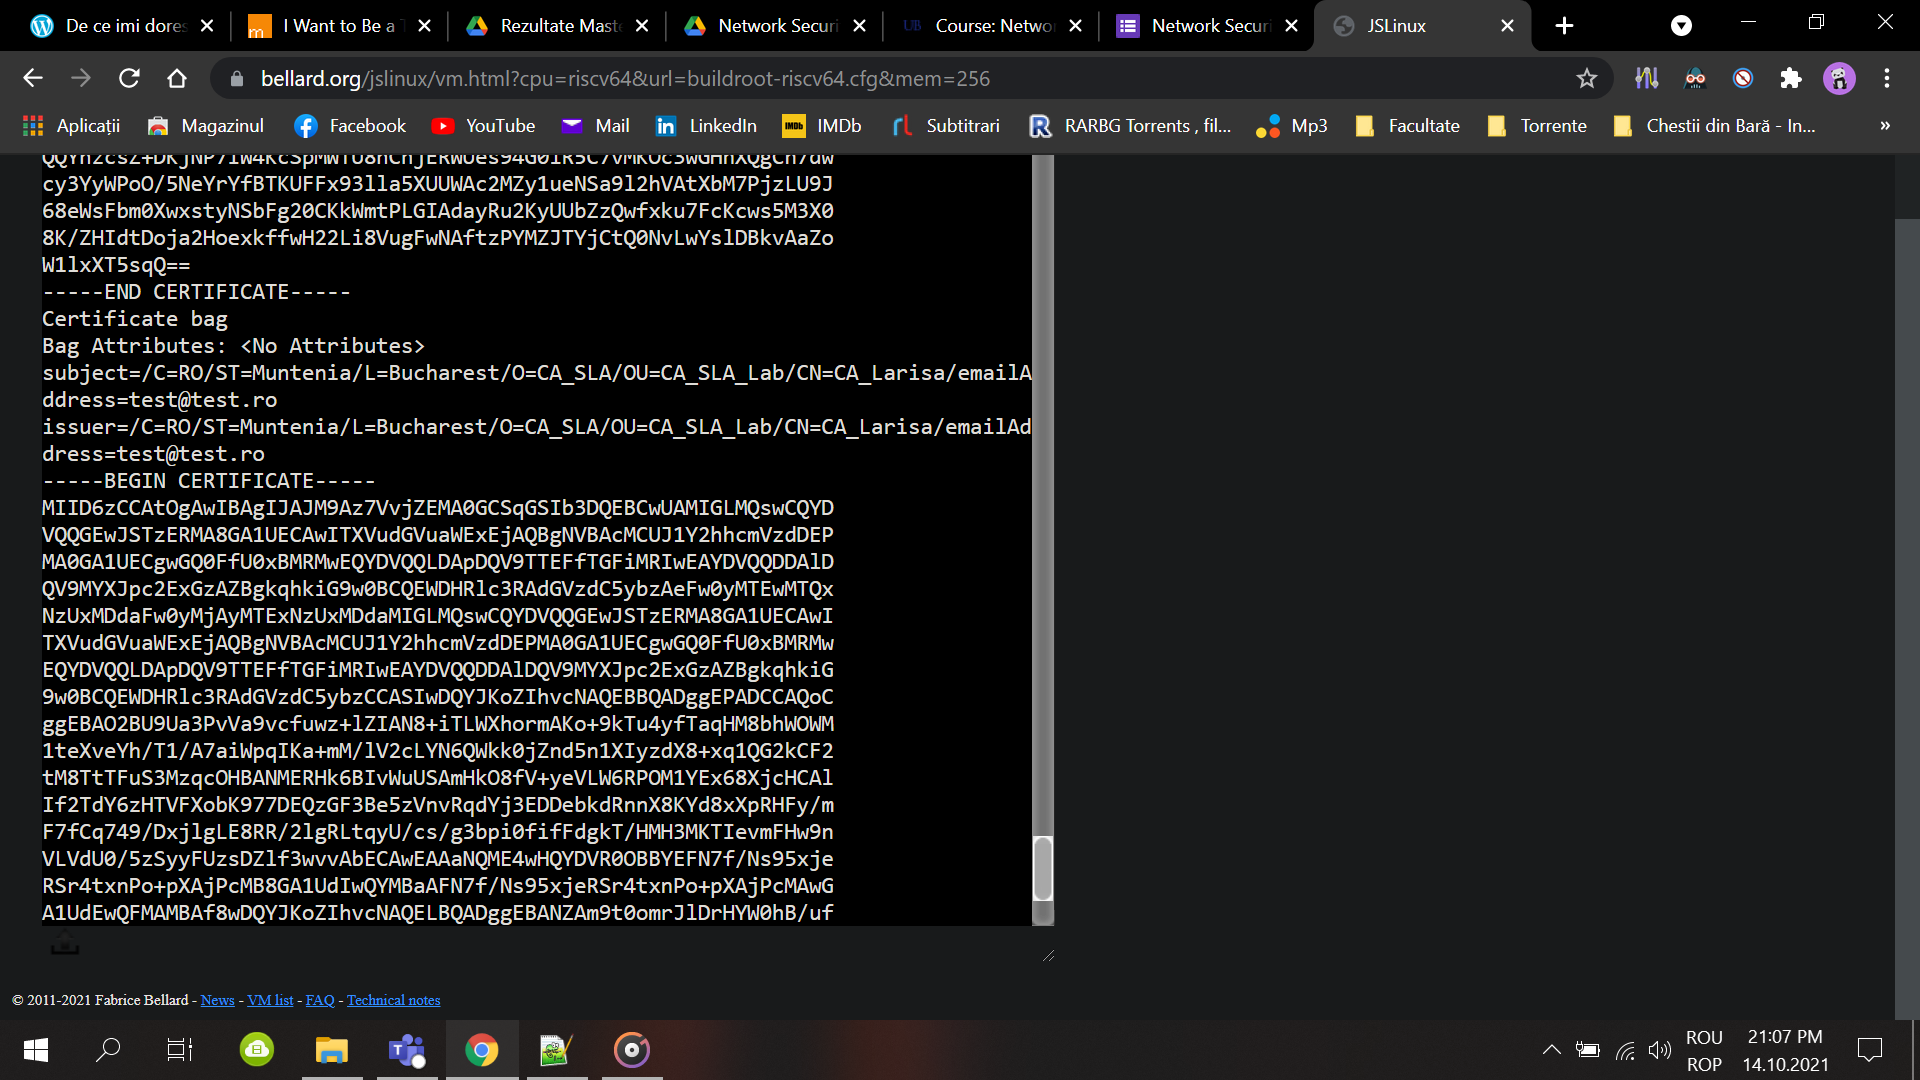 De ce imi dores
I Want to Be a T
Rezultate Maste
Network Securi
Course: Networ
Network Securi
JSLinux
bellard.org/jslinux/vm.html?cpu=riscv64&url=buildroot-riscv64.cfg&mem=256
Aplicații
Magazinul
Facebook
YouTube
Mail
LinkedIn
IMDb
Subtitrari
RARBG Torrents , fil...
Mp3
Facultate
Torrente
Chestii din Bară - In...
»
cy3YyWPoO/5NeYrYfBTKUFFx93lla5XUUWAc2MZy1ueNSa9l2hVAtXbM7PjzLU9J
68eWsFbm0XwxstyNSbFg20CKkWmtPLGIAdayRu2KyUUbZzQwfxku7FcKcws5M3X0
8K/ZHIdtDoja2HoexkffwH22Li8VugFwNAftzPYMZJTYjCtQ0NvLwYslDBkvAaZo
W1lxXT5sqQ==
-----END CERTIFICATE-----
Certificate bag
Bag Attributes: <No Attributes>
subject=/C=RO/ST=Muntenia/L=Bucharest/O=CA_SLA/OU=CA_SLA_Lab/CN=CA_Larisa/emailA
ddress=test@test.ro
issuer=/C=RO/ST=Muntenia/L=Bucharest/O=CA_SLA/OU=CA_SLA_Lab/CN=CA_Larisa/emailAd
dress=test@test.ro
-----BEGIN CERTIFICATE-----
MIID6zCCAtOgAwIBAgIJAJM9Az7VvjZEMA0GCSqGSIb3DQEBCwUAMIGLMQswCQYD
VQQGEwJSTzERMA8GA1UECAwITXVudGVuaWExEjAQBgNVBAcMCUJ1Y2hhcmVzdDEP
MA0GA1UECgwGQ0FfU0xBMRMwEQYDVQQLDApDQV9TTEFfTGFiMRIwEAYDVQQDDAlD
QV9MYXJpc2ExGzAZBgkqhkiG9w0BCQEWDHRlc3RAdGVzdC5ybzAeFw0yMTEwMTQx
NzUxMDdaFw0yMjAyMTExNzUxMDdaMIGLMQswCQYDVQQGEwJSTzERMA8GA1UECAwI
TXVudGVuaWExEjAQBgNVBAcMCUJ1Y2hhcmVzdDEPMA0GA1UECgwGQ0FfU0xBMRMw
EQYDVQQLDApDQV9TTEFfTGFiMRIwEAYDVQQDDAlDQV9MYXJpc2ExGzAZBgkqhkiG
9w0BCQEWDHRlc3RAdGVzdC5ybzCCASIwDQYJKoZIhvcNAQEBBQADggEPADCCAQoC
ggEBAO2BU9Ua3PvVa9vcfuwz+lZIAN8+iTLWXhormAKo+9kTu4yfTaqHM8bhWOWM
1teXveYh/T1/A7aiWpqIKa+mM/lV2cLYN6QWkk0jZnd5n1XIyzdX8+xq1QG2kCF2
tM8TtTFuS3MzqcOHBANMERHk6BIvWuUSAmHkO8fV+yeVLW6RPOM1YEx68XjcHCAl
If2TdY6zHTVFXobK977DEQzGF3Be5zVnvRqdYj3EDDebkdRnnX8KYd8xXpRHFy/m
F7fCq749/DxjlgLE8RR/2lgRLtqyU/cs/g3bpi0fifFdgkT/HMH3MKTIevmFHw9n
VLVdU0/5zSyyFUzsDZlf3wvvAbECAwEAAaNQME4wHQYDVR0OBBYEFN7f/Ns95xje
RSr4txnPo+pXAjPcMB8GA1UdIwQYMBaAFN7f/Ns95xjeRSr4txnPo+pXAjPcMAwG
A1UdEwQFMAMBAf8wDQYJKoZIhvcNAQELBQADggEBANZAm9t0omrJlDrHYW0hB/uf
© 2011-2021 Fabrice Bellard - News - VM list - FAQ - Technical notes
ROU
ROP
21:07 PM
14.10.2021